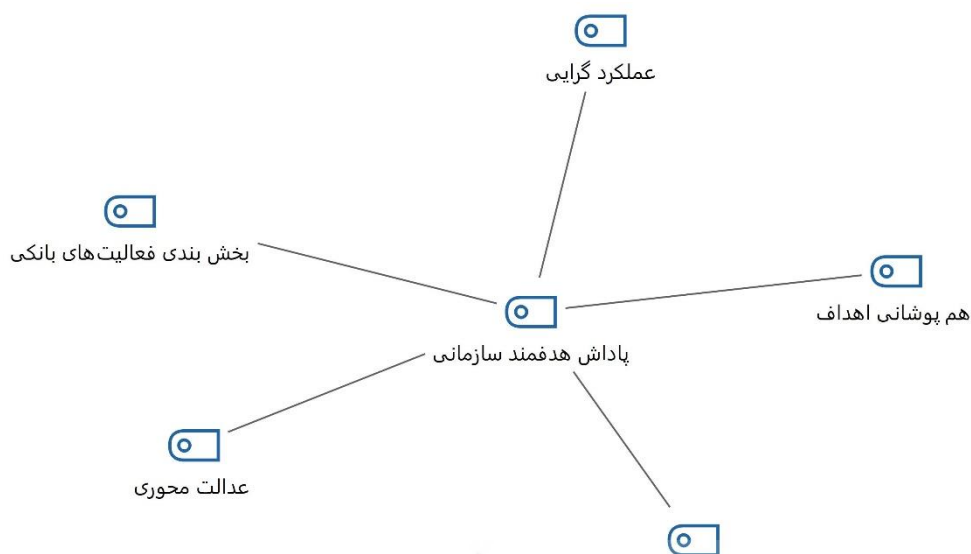 عملکرد گرایی
بخش بندی فعالیت‌های بانکی
هم پوشانی اهداف
پاداش هدفمند سازمانی
عدالت محوری